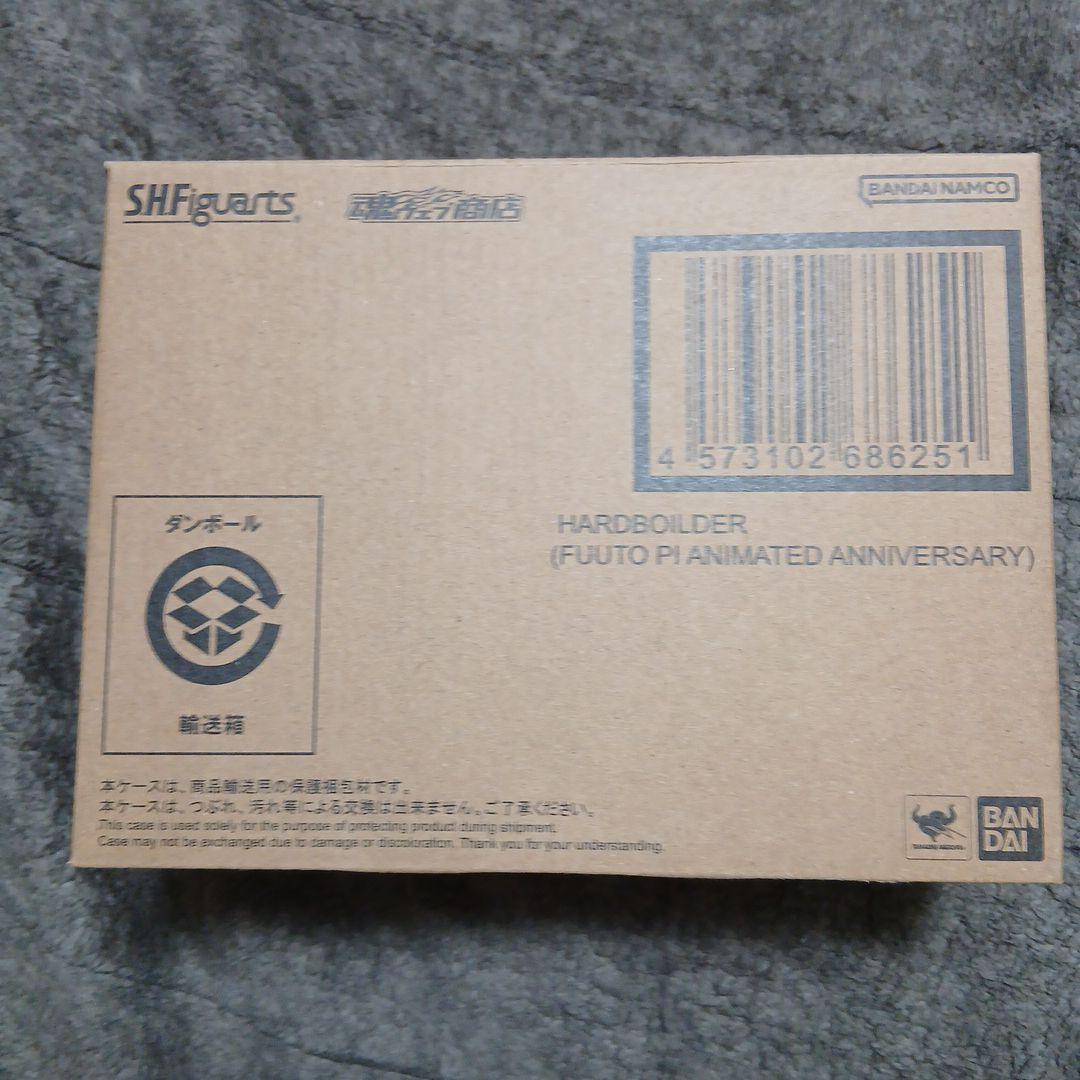 S.H.Figuarts
魂ウェブ商店
BANDAI NAMCO
4 573102 686251
HARDBOILDER
(FUUTO PI ANIMATED ANNIVERSARY)
ダンボール
輸送箱
本ケースは、商品輸送用の保護梱包材です。
本ケースは、つぶれ、汚れ等による交換は出来ません。ご了承ください。
This case is used solely for the purpose of protecting product during shipment.
Case may not be exchanged due to damage or discoloration. Thank you for your understanding.
TAMASHII NATIONS
BAN
DAI